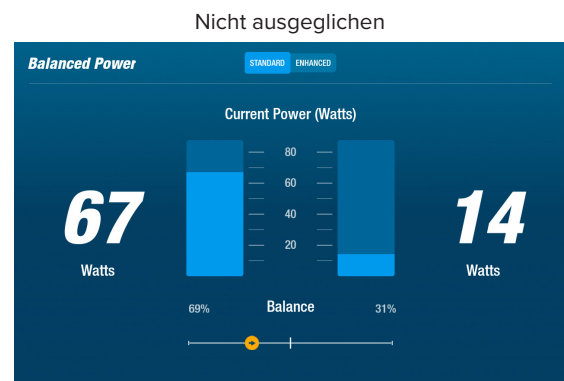 Nicht ausgeglichen
Balanced Power
STANDARD ENHANCED
Current Power (Watts)
80
60
40
20
67
Watts
14
Watts
69% Balance 31%